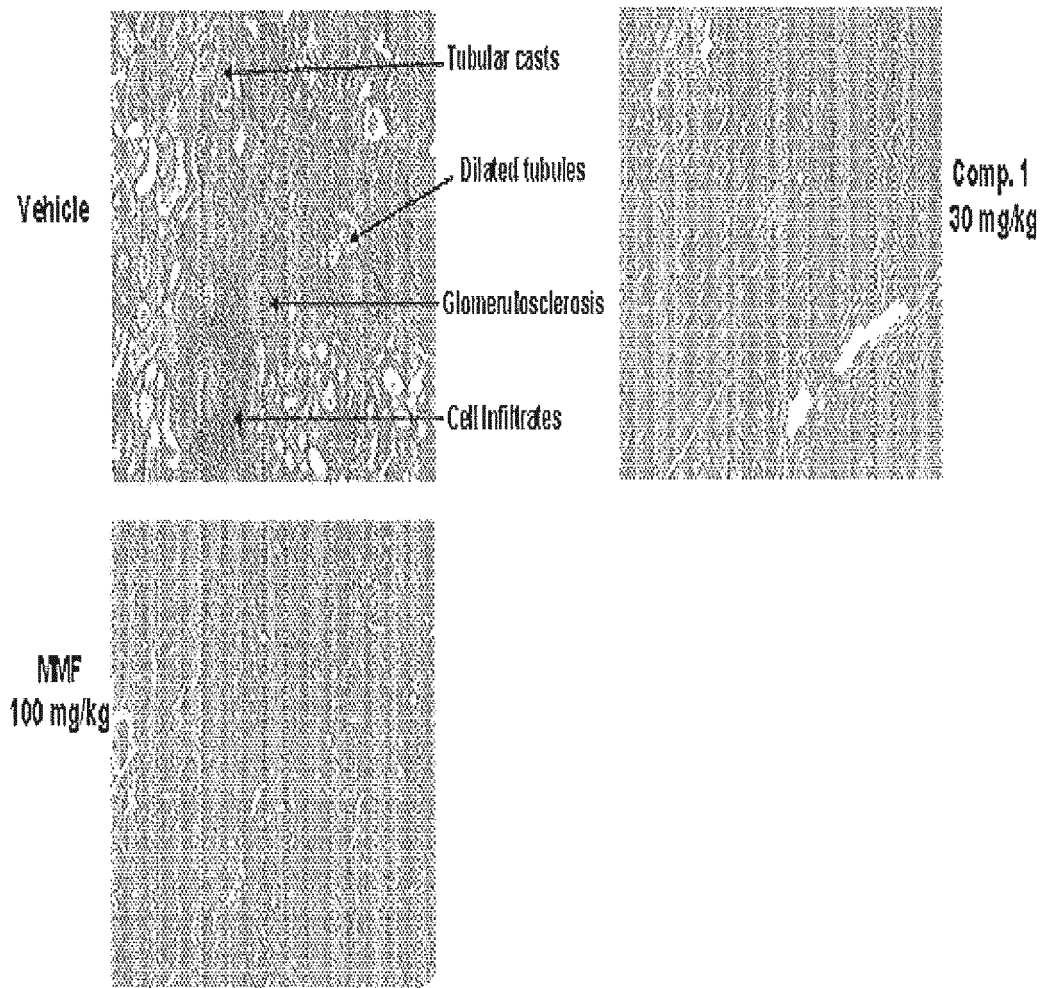 Tubular casts
Dilated tubules
Vehicle
Comp. 1
30 mg/kg
Glomerulosclerosis
Cell Infiltrates
MMF
100 mg/kg